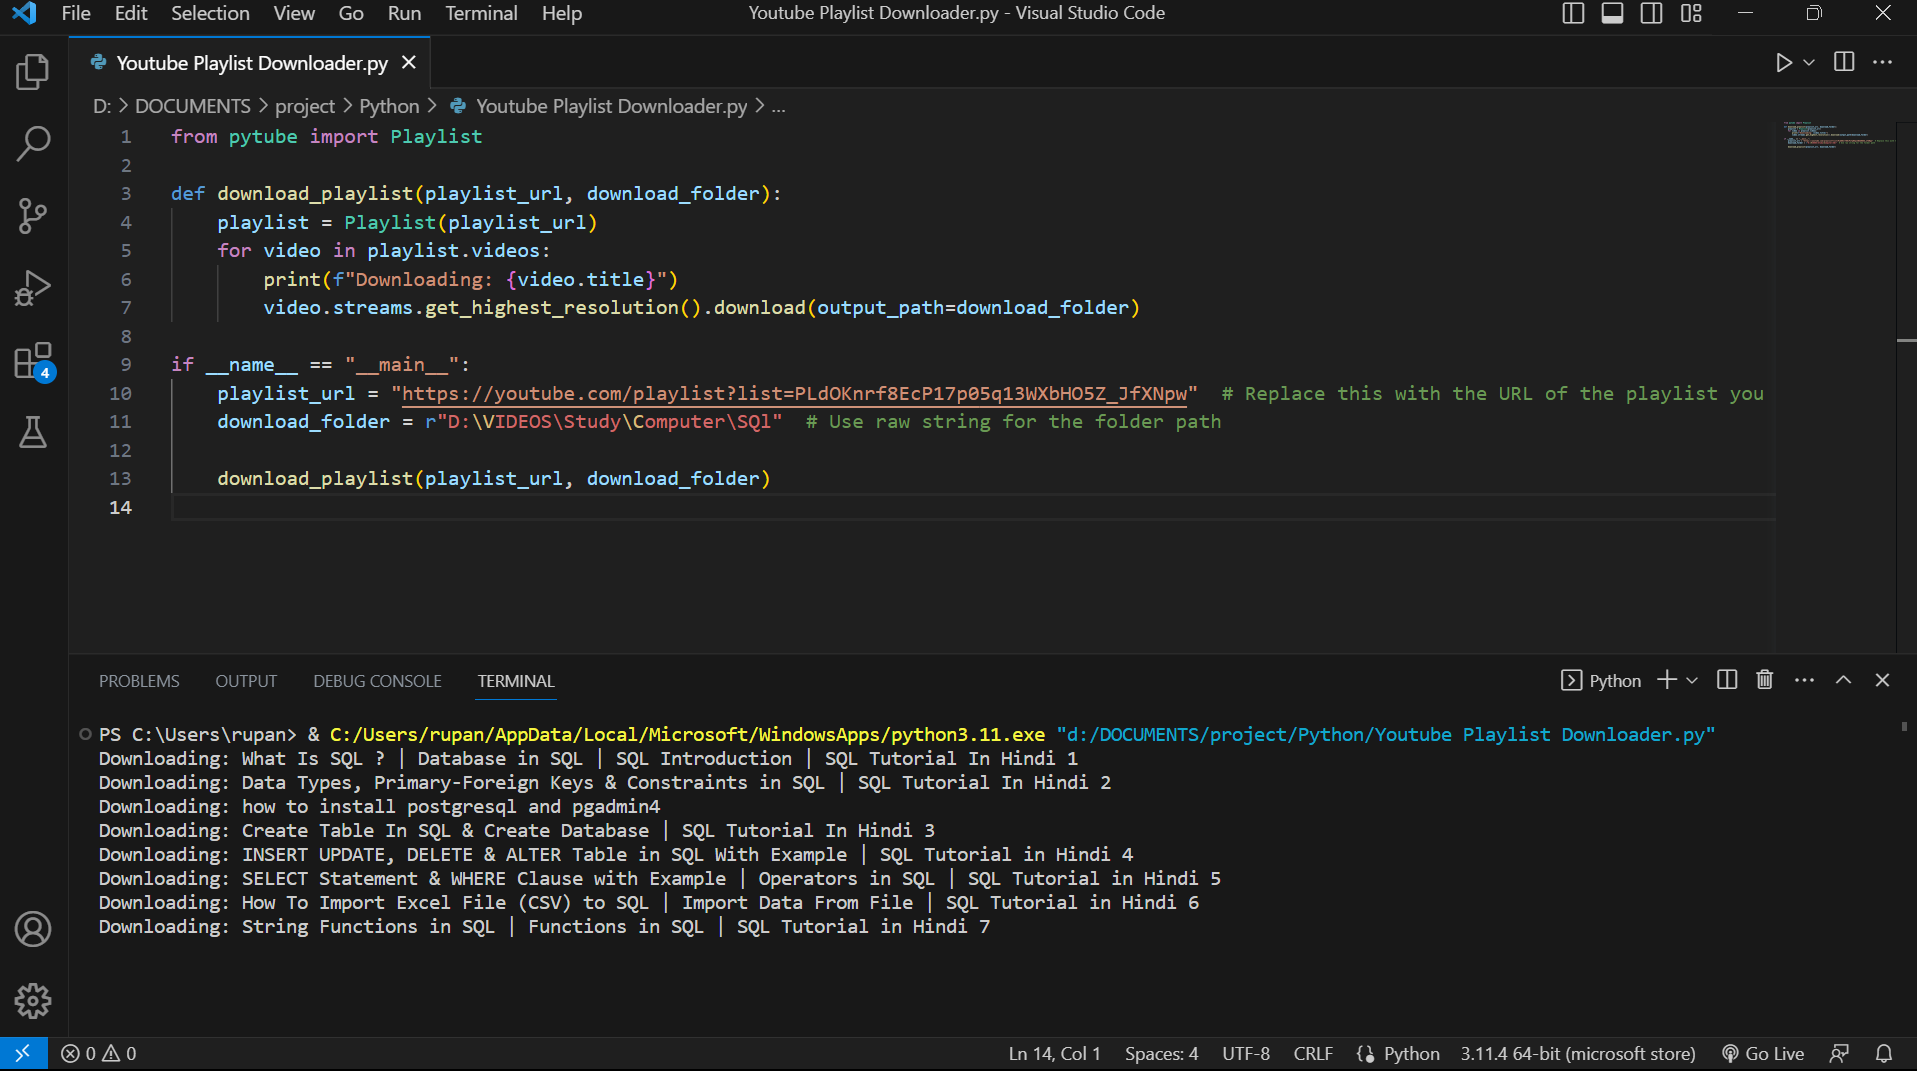 File Edit Selection View Go Run Terminal Help
Youtube Playlist Downloader.py - Visual Studio Code
Youtube Playlist Downloader.py
D: > DOCUMENTS > project > Python > Youtube Playlist Downloader.py > ...
1 from pytube import Playlist
2
3 def download_playlist(playlist_url, download_folder):
4 playlist = Playlist(playlist_url)
5 for video in playlist.videos:
6 print(f"Downloading: {video.title}")
7 video.streams.get_highest_resolution().download(output_path=download_folder)
8
9 if __name__ == "__main__":
10 playlist_url = "https://youtube.com/playlist?list=PLdOKnrf8EcP17p05q13WXbHO5Z_JfXNpw" # Replace this with the URL of the playlist you
11 download_folder = r"D:\VIDEOS\Study\Computer\SQl" # Use raw string for the folder path
12
13 download_playlist(playlist_url, download_folder)
14
4
PROBLEMS OUTPUT DEBUG CONSOLE TERMINAL
Python
PS C:\Users\rupan> & C:/Users/rupan/AppData/Local/Microsoft/WindowsApps/python3.11.exe "d:/DOCUMENTS/project/Python/Youtube Playlist Downloader.py"
Downloading: What Is SQL ? | Database in SQL | SQL Introduction | SQL Tutorial In Hindi 1
Downloading: Data Types, Primary-Foreign Keys & Constraints in SQL | SQL Tutorial In Hindi 2
Downloading: how to install postgresql and pgadmin4
Downloading: Create Table In SQL & Create Database | SQL Tutorial In Hindi 3
Downloading: INSERT UPDATE, DELETE & ALTER Table in SQL With Example | SQL Tutorial in Hindi 4
Downloading: SELECT Statement & WHERE Clause with Example | Operators in SQL | SQL Tutorial in Hindi 5
Downloading: How To Import Excel File (CSV) to SQL | Import Data From File | SQL Tutorial in Hindi 6
Downloading: String Functions in SQL | Functions in SQL | SQL Tutorial in Hindi 7
0 0
Ln 14, Col 1 Spaces: 4 UTF-8 CRLF Python 3.11.4 64-bit (microsoft store) Go Live